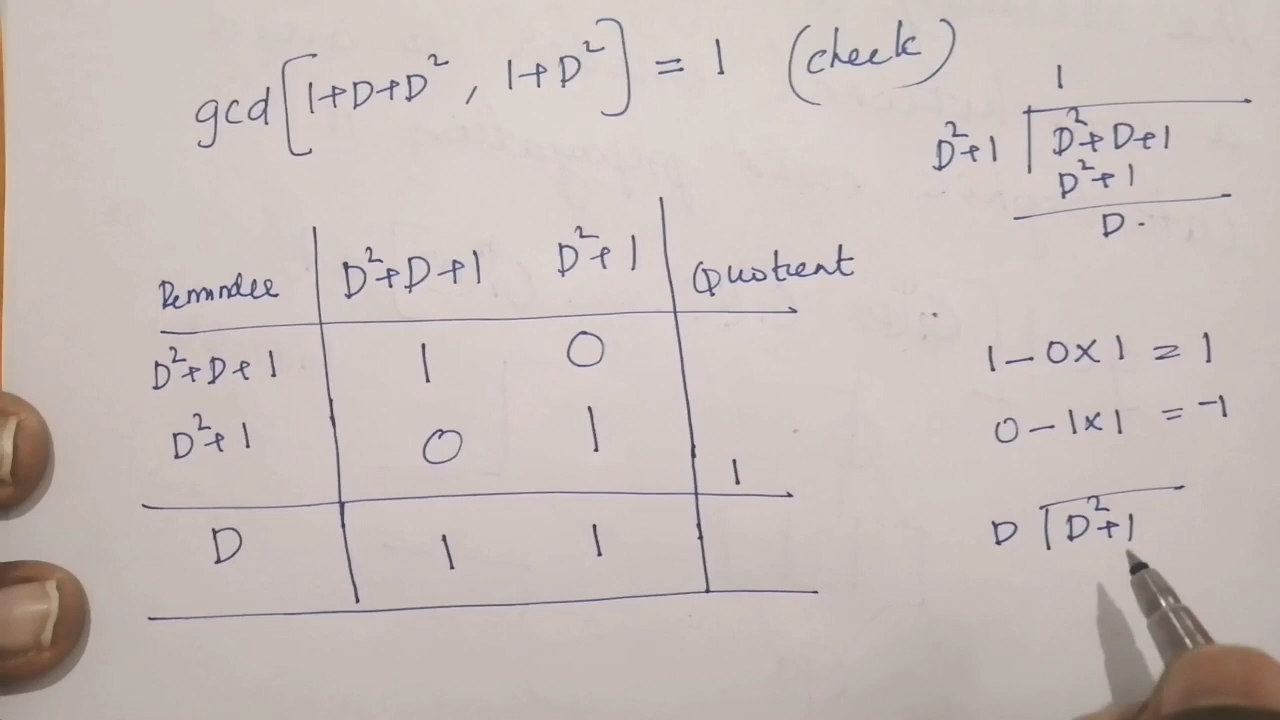 gcd[1+D+D², 1+D²] = 1 (check)
1
D²+1 D²+D+1
D²+1
D.
Reminder D²+D+1 D²+1 Quotient
D²+D+1 1 0
D²+1 0 1 1
D 1 1
1 - 0×1 = 1
0 - 1×1 = -1
D D²+1